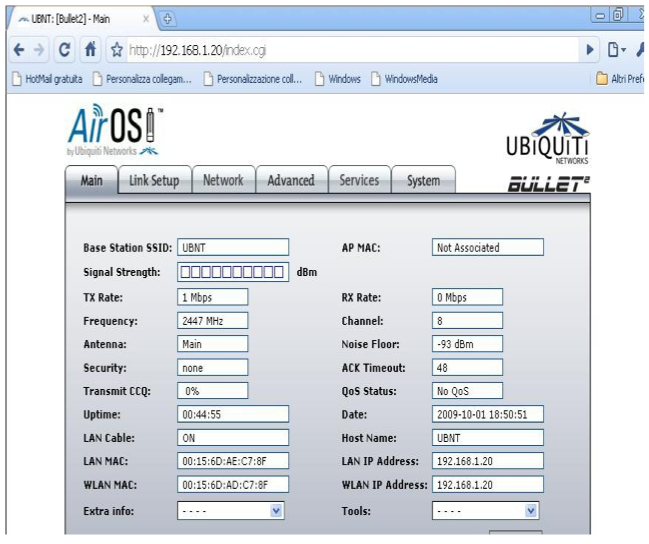 UBNT: [Bullet2] - Main
http://192.168.1.20/index.cgi
HotMail gratuita Personalizza collegam... Personalizzazione coll... Windows WindowsMedia Altri Pref
AirOS ™
by Ubiquiti Networks
UBIQUITI
NETWORKS
Main Link Setup Network Advanced Services System
BULLET²
Base Station SSID: UBNT AP MAC: Not Associated
Signal Strength: dBm
TX Rate: 1 Mbps RX Rate: 0 Mbps
Frequency: 2447 MHz Channel: 8
Antenna: Main Noise Floor: -93 dBm
Security: none ACK Timeout: 48
Transmit CCQ: 0% QoS Status: No QoS
Uptime: 00:44:55 Date: 2009-10-01 18:50:51
LAN Cable: ON Host Name: UBNT
LAN MAC: 00:15:6D:AE:C7:8F LAN IP Address: 192.168.1.20
WLAN MAC: 00:15:6D:AD:C7:8F WLAN IP Address: 192.168.1.20
Extra info: - - - - Tools: - - - -